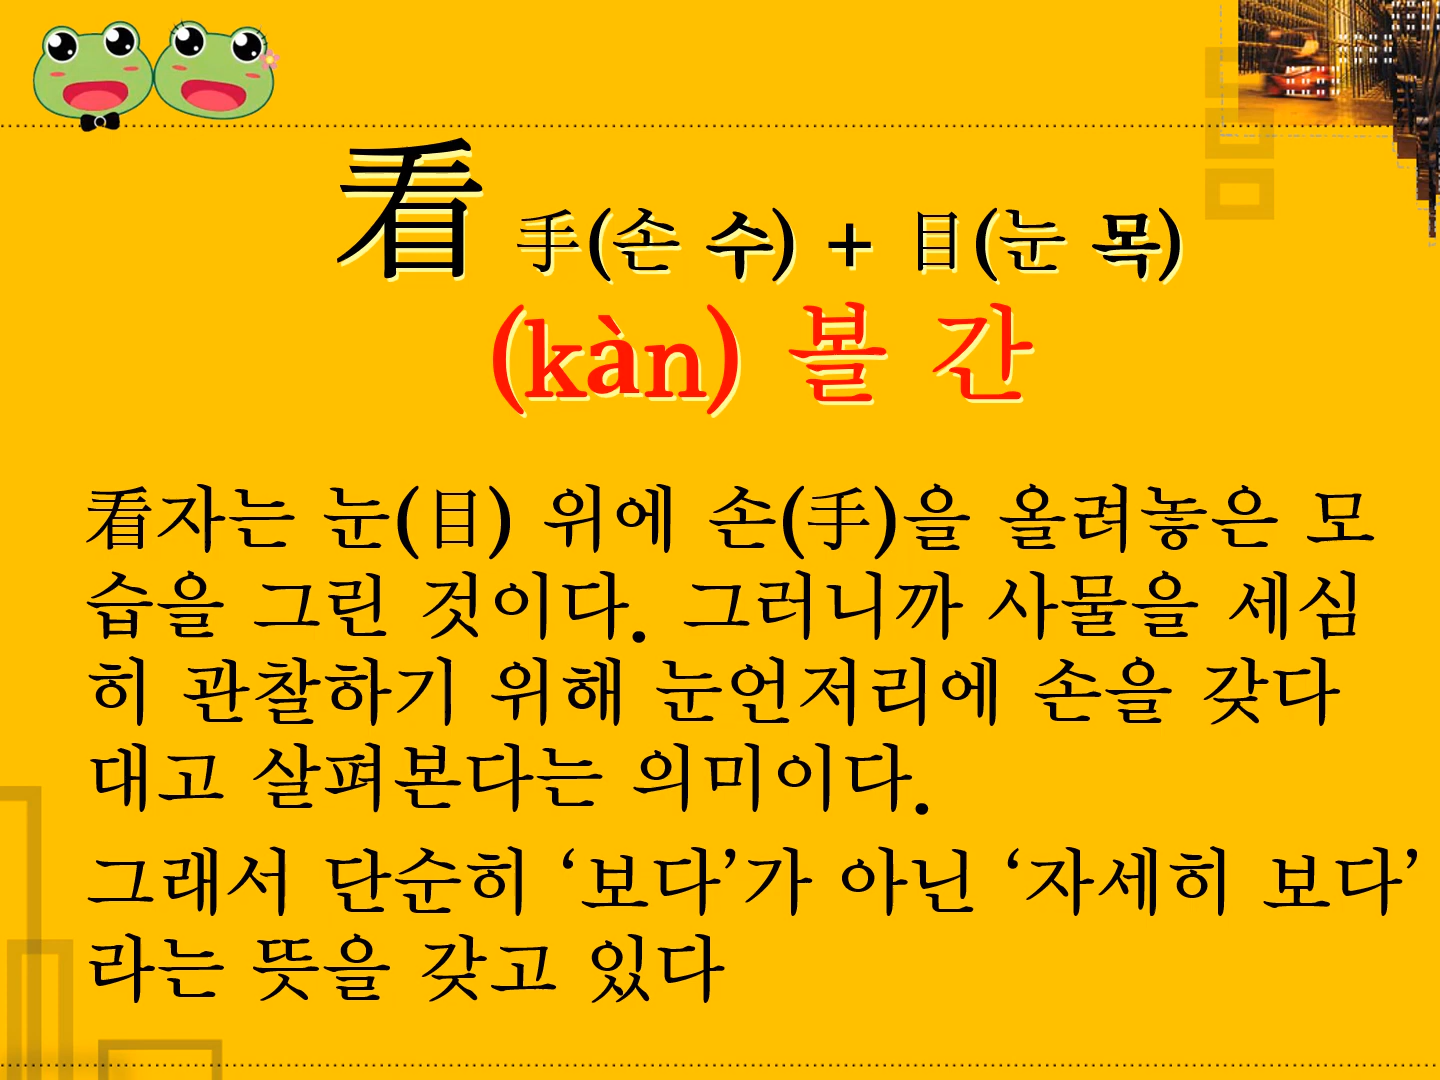 看 手(손 수) + 目(눈 목)
(kàn) 볼 간
看자는 눈(目) 위에 손(手)을 올려놓은 모
습을 그린 것이다. 그러니까 사물을 세심
히 관찰하기 위해 눈언저리에 손을 갖다
대고 살펴본다는 의미이다.
그래서 단순히 ‘보다’가 아닌 ‘자세히 보다’
라는 뜻을 갖고 있다